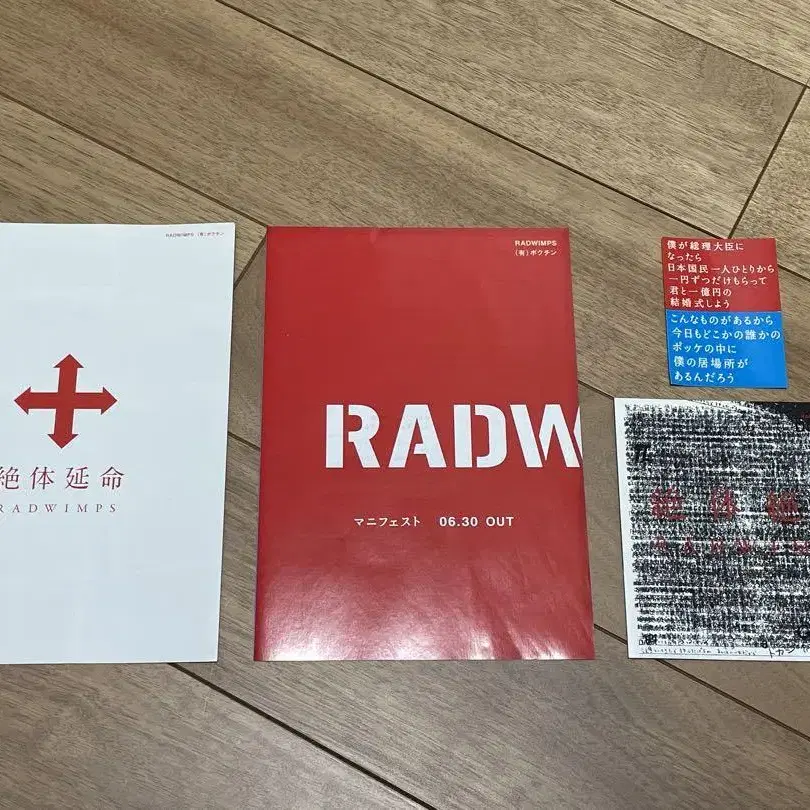 RADWIMPS (有)ボクチン
絶体延命
RADWIMPS
RADWIMPS
(有)ボクチン
RADW
マニフェスト 06.30 OUT
僕が総理大臣に
なったら
日本国民一人ひとりから
一円ずつだけもらって
君と一億円の
結婚式しよう
こんなものがあるから
今日もどこかの誰かの
ポッケの中に
僕の居場所が
あるんだろう
絶体